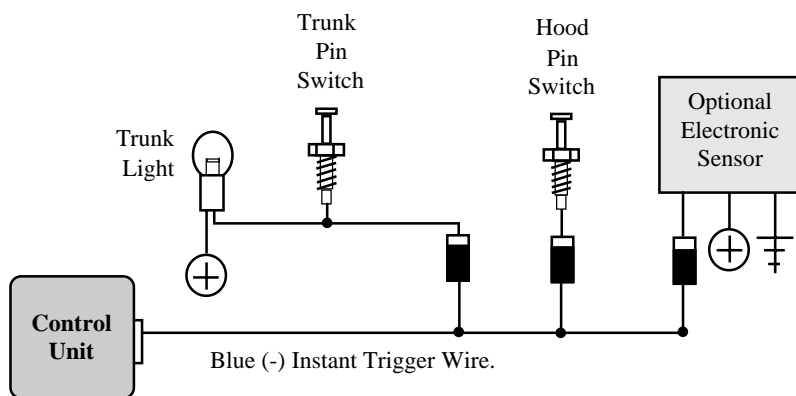 Trunk
Pin
Switch
Hood
Pin
Switch
Optional
Electronic
Sensor
Trunk
Light
Control
Unit
Blue (-) Instant Trigger Wire.